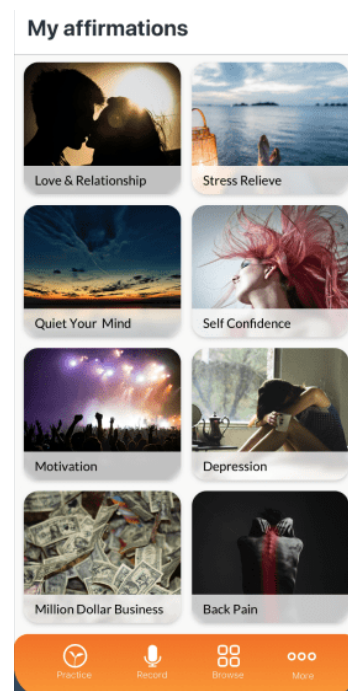 My affirmations
Love & Relationship
Stress Relieve
Quiet Your Mind
Self Confidence
Motivation
Depression
Million Dollar Business
Back Pain
Practice
Record
Browse
More